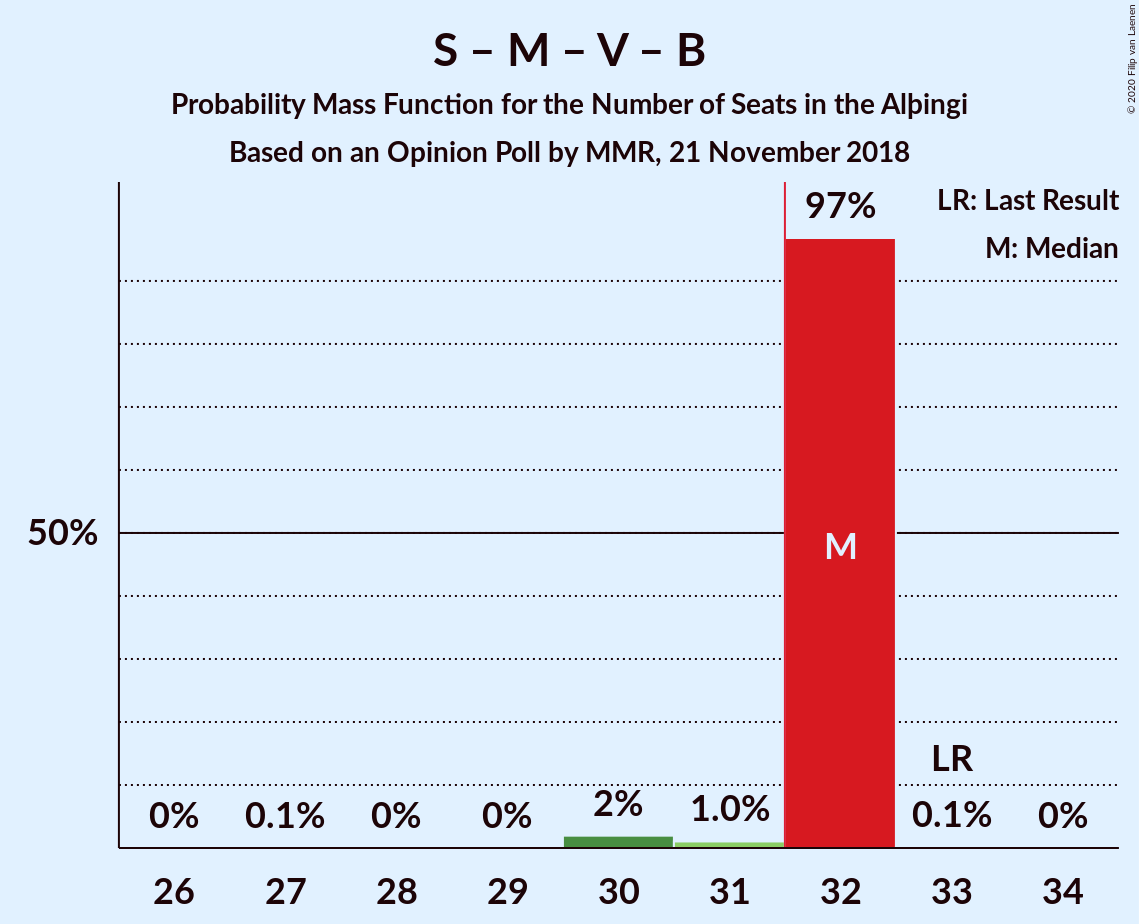 S – M – V – B
Probability Mass Function for the Number of Seats in the Alþingi
Based on an Opinion Poll by MMR, 21 November 2018
© 2020 Filip van Laenen
LR: Last Result
M: Median
97%
50%
M
LR
0% 0.1% 0% 0% 2% 1.0% 0.1% 0%
26 27 28 29 30 31 32 33 34